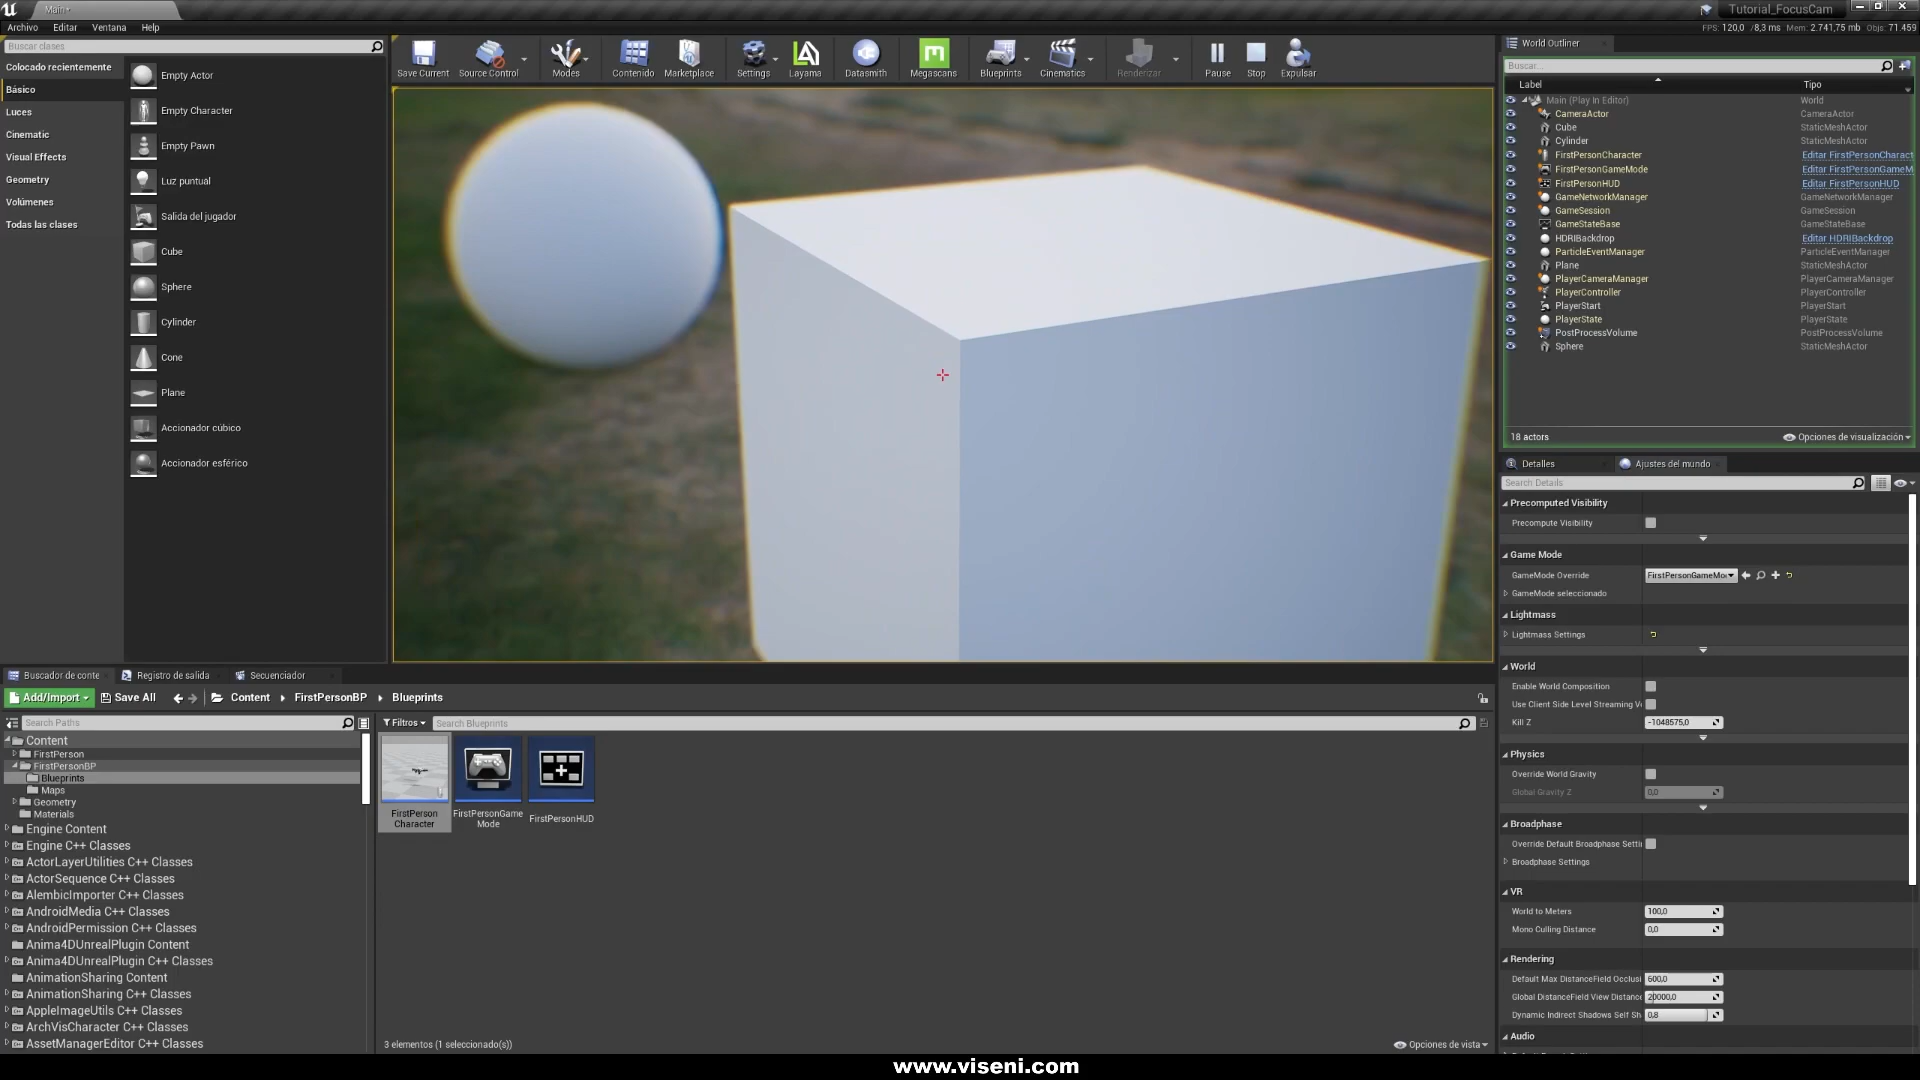 Main
Tutorial_FocusCam
Archivo Editar Ventana Help
FPS: 120,0 / 8,3 ms Mem: 2.741,75 mb Objs: 71.459
Buscar clases
Colocado recientemente
Básico
Luces
Cinematic
Visual Effects
Geometry
Volúmenes
Todas las clases
Empty Actor
Empty Character
Empty Pawn
Luz puntual
Salida del jugador
Cube
Sphere
Cylinder
Cone
Plane
Accionador cúbico
Accionador esférico
Save Current Source Control Modes Contenido Marketplace Settings Layama Datasmith Megascans Blueprints Cinematics Renderizar Pause Stop Expulsar
World Outliner
Buscar...
Label Tipo
Main (Play In Editor) World
CameraActor CameraActor
Cube StaticMeshActor
Cylinder StaticMeshActor
FirstPersonCharacter Editar FirstPersonCharact
FirstPersonGameMode Editar FirstPersonGameM
FirstPersonHUD Editar FirstPersonHUD
GameNetworkManager GameNetworkManager
GameSession GameSession
GameStateBase GameStateBase
HDRIBackdrop Editar HDRIBackdrop
ParticleEventManager ParticleEventManager
Plane StaticMeshActor
PlayerCameraManager PlayerCameraManager
PlayerController PlayerController
PlayerStart PlayerStart
PlayerState PlayerState
PostProcessVolume PostProcessVolume
Sphere StaticMeshActor
18 actors Opciones de visualización
Detalles Ajustes del mundo
Search Details
Precomputed Visibility
Precompute Visibility
Game Mode
GameMode Override FirstPersonGameMo
GameMode seleccionado
Lightmass
Lightmass Settings
World
Enable World Composition
Use Client Side Level Streaming V
Kill Z -1048575,0
Physics
Override World Gravity
Global Gravity Z 0,0
Broadphase
Override Default Broadphase Setti
Broadphase Settings
VR
World to Meters 100,0
Mono Culling Distance 0,0
Rendering
Default Max DistanceField Occlusi 600,0
Global DistanceField View Distanc 20000,0
Dynamic Indirect Shadows Self Sh 0,8
Audio
Buscador de conte Registro de salida Secuenciador
Add/Import Save All Content FirstPersonBP Blueprints
Search Paths
Filtros Search Blueprints
Content
FirstPerson
FirstPersonBP
Blueprints
Maps
Geometry
Materials
Engine Content
Engine C++ Classes
ActorLayerUtilities C++ Classes
ActorSequence C++ Classes
AlembicImporter C++ Classes
AndroidMedia C++ Classes
AndroidPermission C++ Classes
Anima4DUnrealPlugin Content
Anima4DUnrealPlugin C++ Classes
AnimationSharing Content
AnimationSharing C++ Classes
AppleImageUtils C++ Classes
ArchVisCharacter C++ Classes
AssetManagerEditor C++ Classes
FirstPerson
Character
FirstPersonGame
Mode
FirstPersonHUD
3 elementos (1 seleccionado(s)) Opciones de vista
www.viseni.com